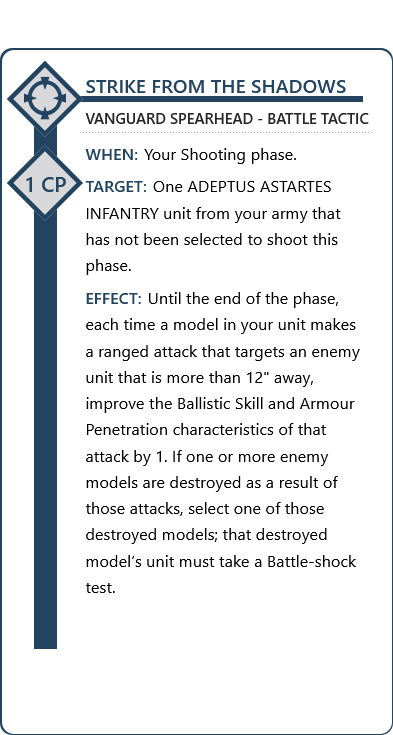 STRIKE FROM THE SHADOWS
VANGUARD SPEARHEAD - BATTLE TACTIC
WHEN: Your Shooting phase.
1 CP
TARGET: One ADEPTUS ASTARTES
INFANTRY unit from your army that
has not been selected to shoot this
phase.
EFFECT: Until the end of the phase,
each time a model in your unit makes
a ranged attack that targets an enemy
unit that is more than 12" away,
improve the Ballistic Skill and Armour
Penetration characteristics of that
attack by 1. If one or more enemy
models are destroyed as a result of
those attacks, select one of those
destroyed models; that destroyed
model’s unit must take a Battle-shock
test.